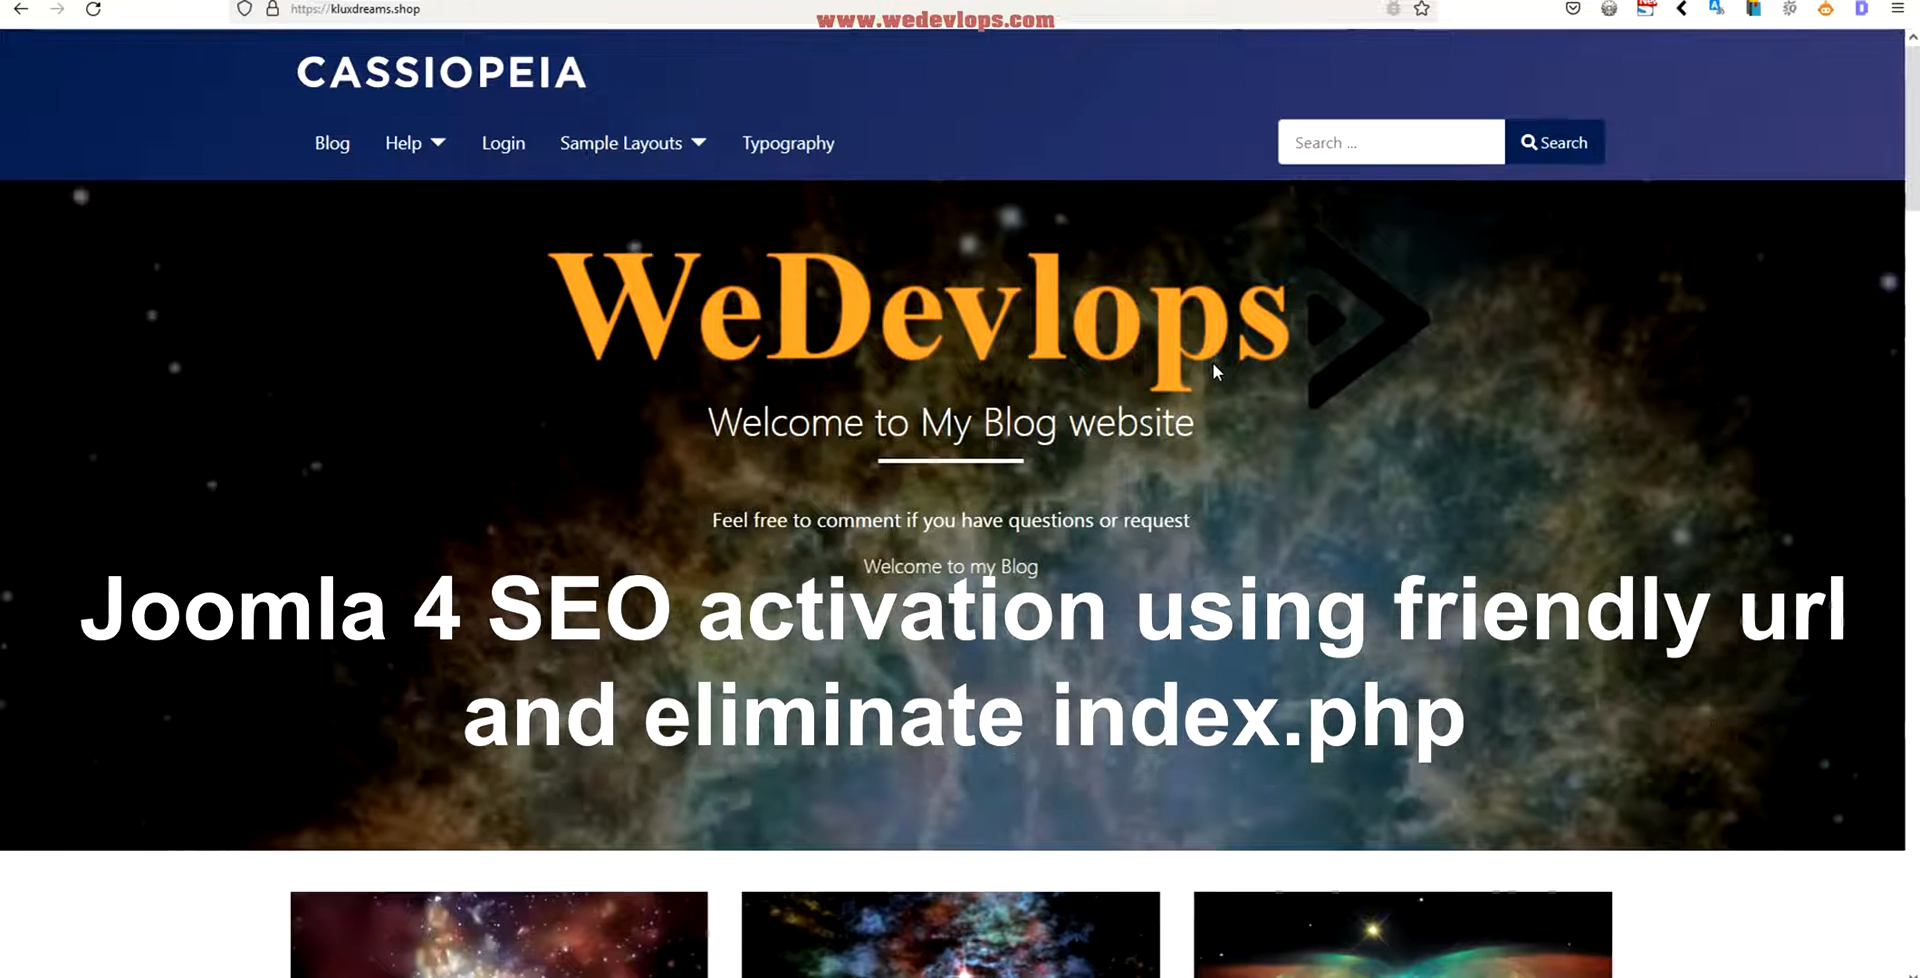 https://kluxdreams.shop
www.wedevlops.com
CASSIOPEIA
Blog Help Login Sample Layouts Typography
Search ... Search
WeDevlops
Welcome to My Blog website
Feel free to comment if you have questions or request
Welcome to my Blog
Joomla 4 SEO activation using friendly url
and eliminate index.php